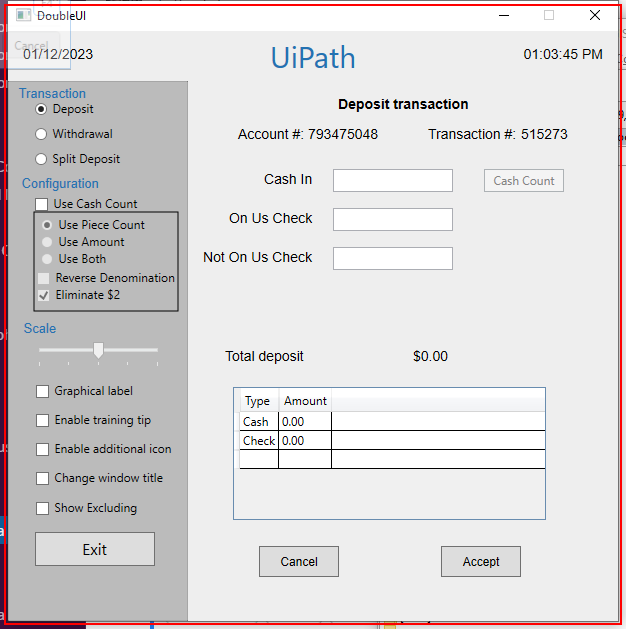 DoubleUI
Cancel
01/12/2023
UiPath
01:03:45 PM
Transaction
Deposit
Withdrawal
Split Deposit
Configuration
Use Cash Count
Use Piece Count
Use Amount
Use Both
Reverse Denomination
Eliminate $2
Scale
Graphical label
Enable training tip
Enable additional icon
Change window title
Show Excluding
Exit
Deposit transaction
Account #: 793475048 Transaction #: 515273
Cash In
Cash Count
On Us Check
Not On Us Check
Total deposit $0.00
Type Amount
Cash 0.00
Check 0.00
Cancel
Accept